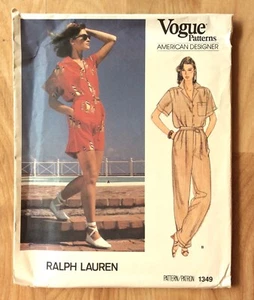 Vogue
Patterns
AMERICAN DESIGNER
RALPH LAUREN
PATTERN/PATRON 1349